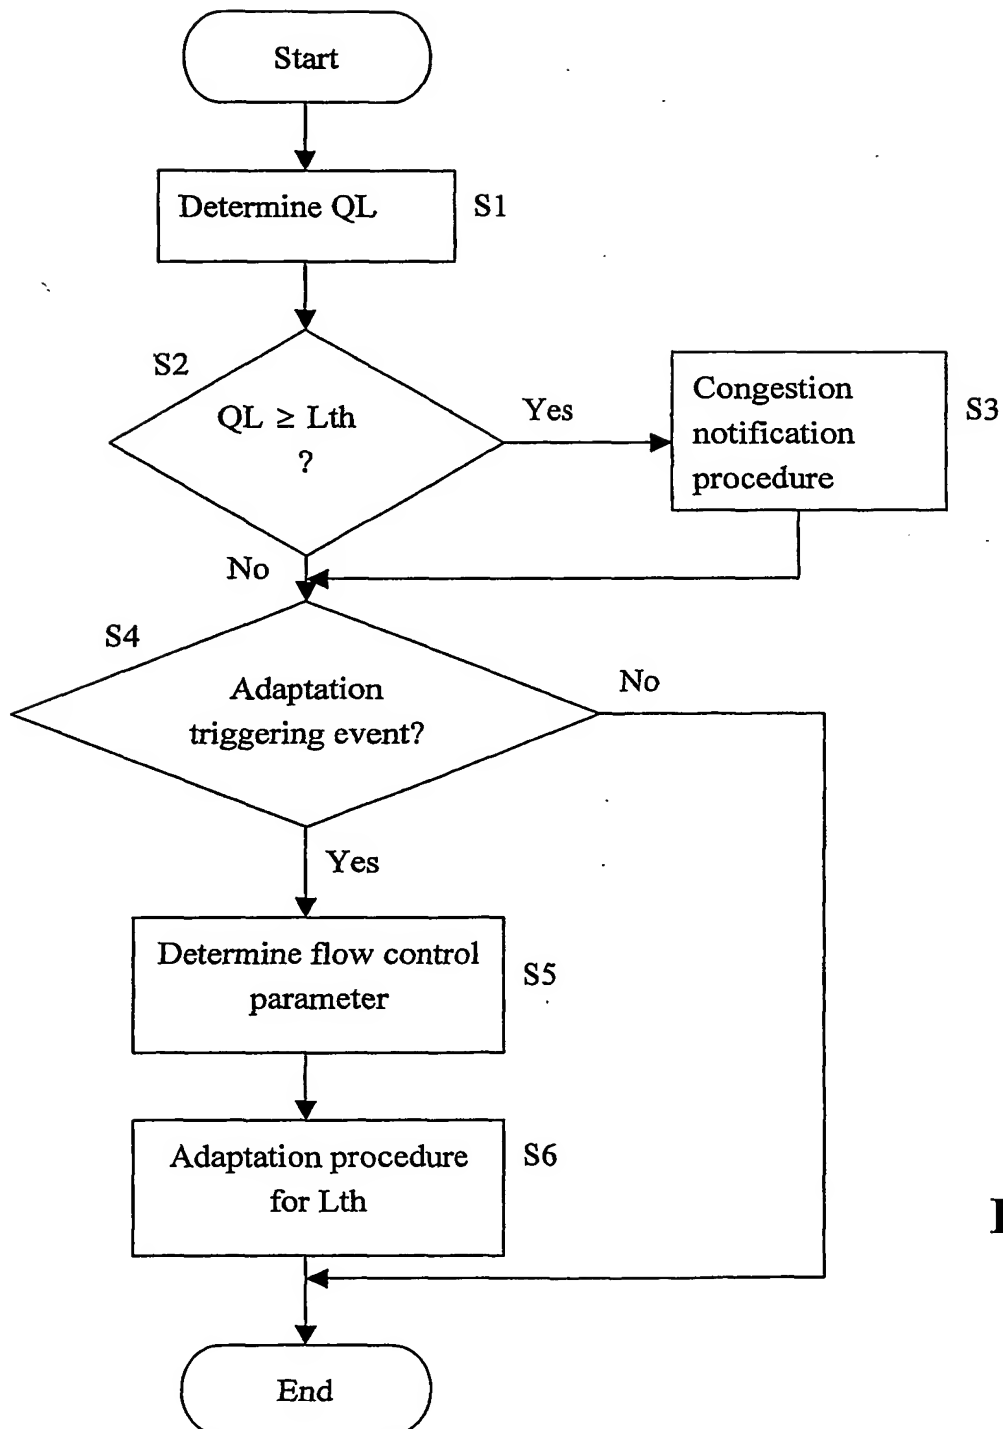 Start
Determine QL
S1
S2
QL ≥ Lth
?
Yes
Congestion
notification
procedure
S3
No
S4
Adaptation
triggering event?
No
Yes
Determine flow control
parameter
S5
Adaptation procedure
for Lth
S6
End